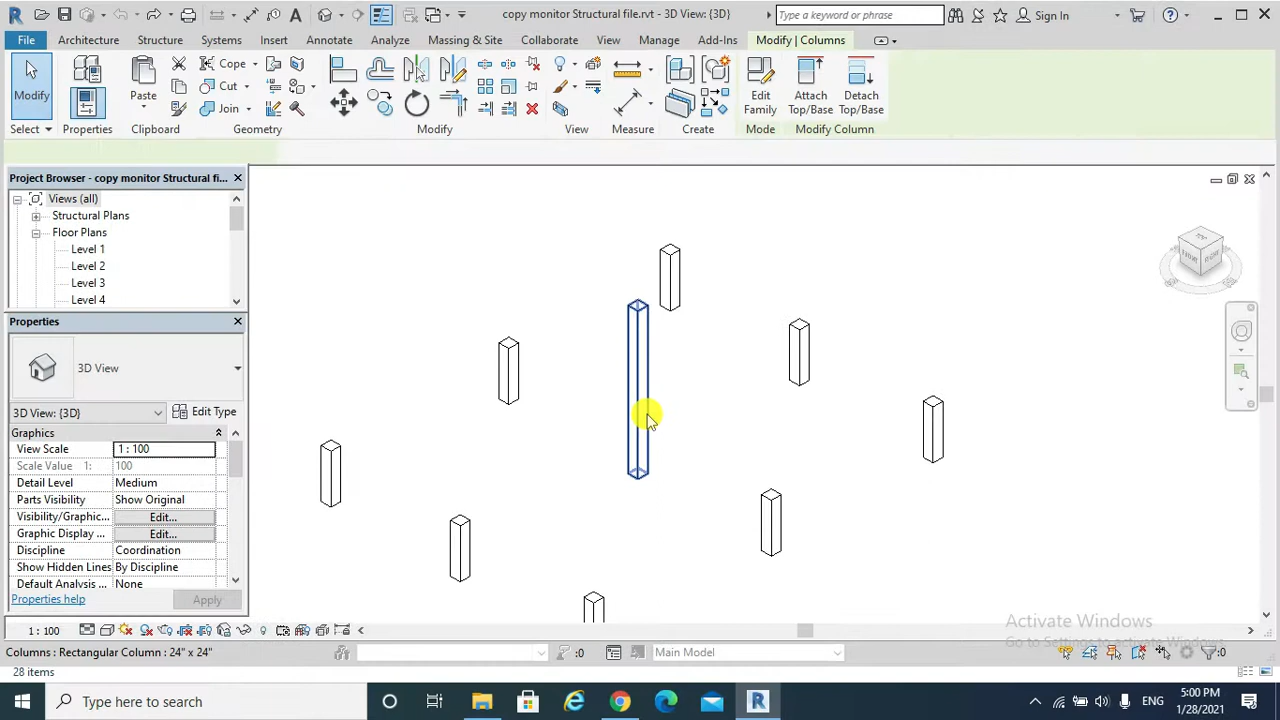 copy monitor Structural file.rvt - 3D View: {3D}
Type a keyword or phrase
Sign In
File Architecture Structure Systems Insert Annotate Analyze Massing & Site Collaborate View Manage Add-Ins Modify | Columns
Modify
Paste
Cope
Cut
Join
Edit
Family
Attach
Top/Base
Detach
Top/Base
Select Properties Clipboard Geometry Modify View Measure Create Mode Modify Column
Project Browser - copy monitor Structural fi...
Views (all)
Structural Plans
Floor Plans
Level 1
Level 2
Level 3
Level 4
Properties
3D View
3D View: {3D}
Edit Type
Graphics
View Scale 1 : 100
Scale Value 1: 100
Detail Level Medium
Parts Visibility Show Original
Visibility/Graphic... Edit...
Graphic Display ... Edit...
Discipline Coordination
Show Hidden Lines By Discipline
Default Analysis ... None
Properties help
Apply
Activate Windows
Go to Settings to activate Windows.
1 : 100
Columns : Rectangular Column : 24" x 24"
:0
Main Model
:0
28 items
Type here to search
ENG
5:00 PM
1/28/2021